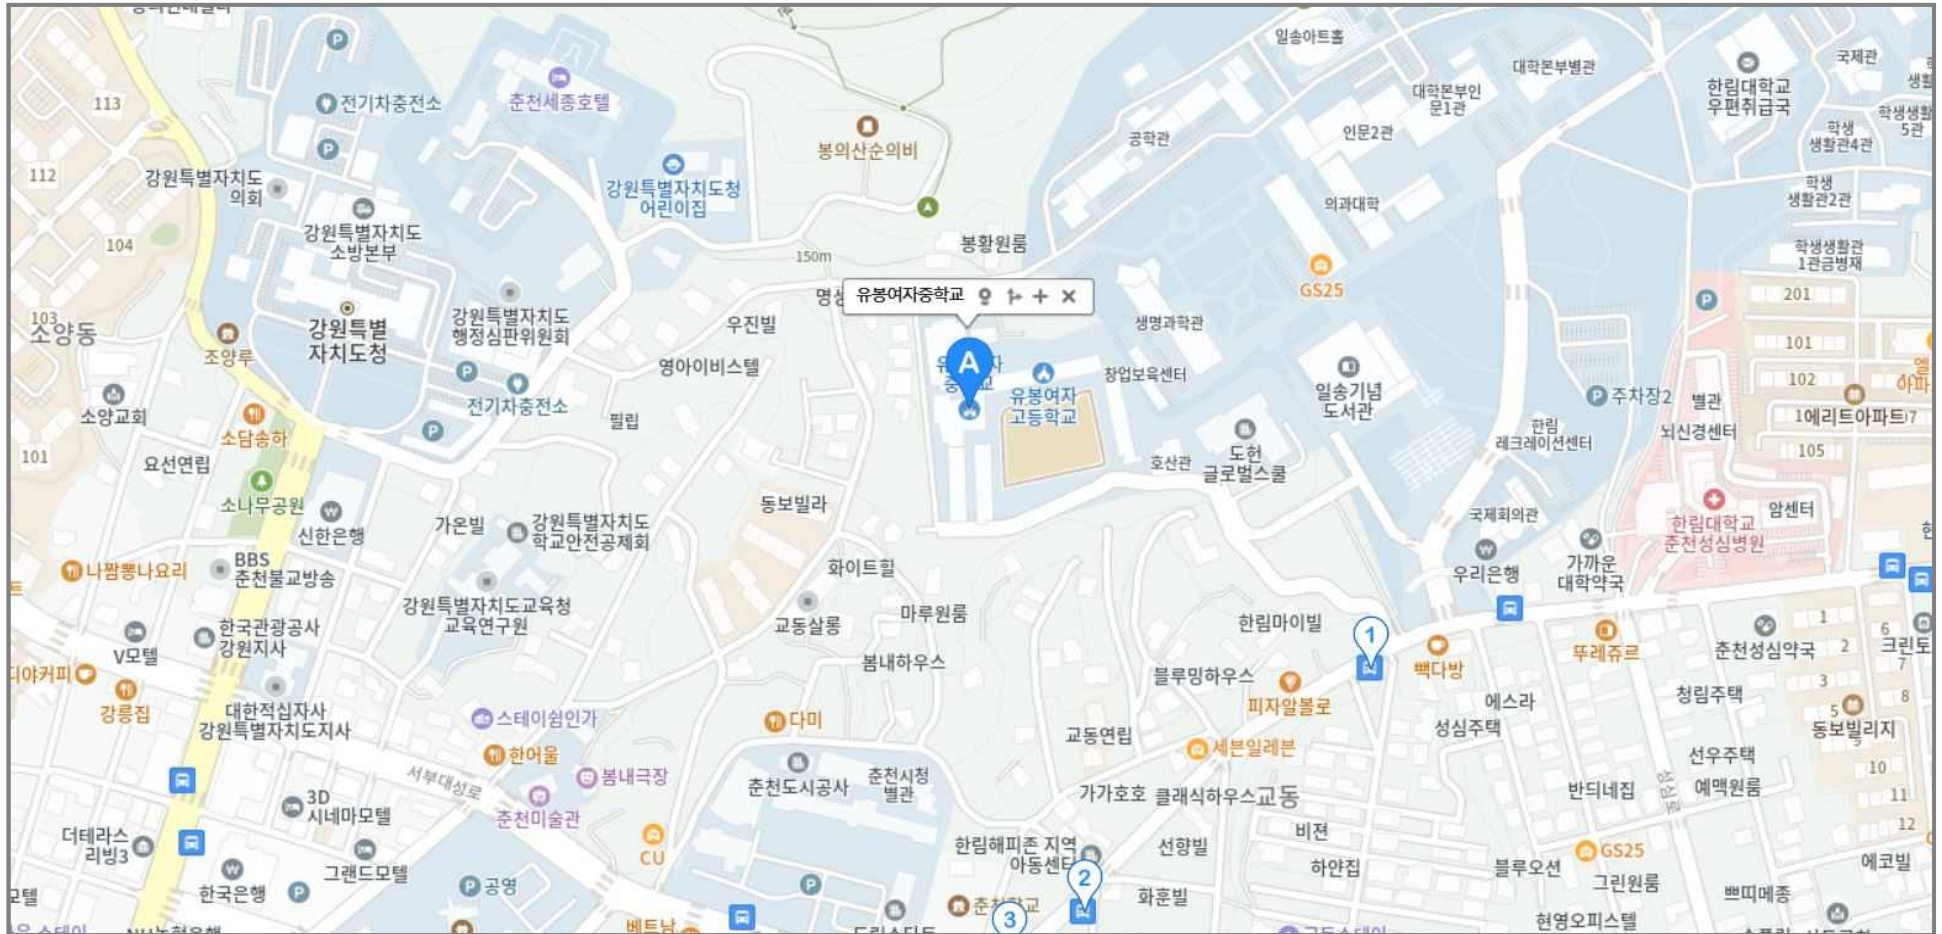 113
전기차충전소
춘천세종호텔
봉의산순의비
일송아트홀
대학본부별관
대학본부인
문1관
인문2관
공학관
한림대학교
우편취급국
국제관
학생생활
5관
학생
생활관4관
112
강원특별자치도
의회
강원특별자치도청
어린이집
의과대학
학생
생활관2관
104
강원특별자치도
소방본부
봉황원룸
150m
학생생활관
1관금병재
GS25
201
103
소양동
강원특별
자치도청
강원특별자치도
행정심판위원회
우진빌
유봉여자중학교
생명과학관
101
조양루
영아이비스텔
A
창업보육센터
102
소양교회
전기차충전소
유봉여자
고등학교
일송기념
도서관
주차장2
별관
에리트아파트
소담송하
필립
한림
레크레이션센터
뇌신경센터
101
요선연립
호산관
도헌
글로벌스쿨
105
소나무공원
동보빌라
신한은행
가온빌
강원특별자치도
학교안전공제회
국제회의관
한림대학교
춘천성심병원
암센터
나짬뽕나요리
BBS
춘천불교방송
화이트힐
우리은행
가까운
대학약국
강원특별자치도교육청
교육연구원
교동살롱
마루원룸
한림마이빌
1
한국관광공사
강원지사
V모텔
뚜레쥬르
춘천성심약국
1
2
6
7
크린토
디야커피
강릉집
봄내하우스
블루밍하우스
빽다방
3
8
대한적십자사
강원특별자치도지사
스테이쉼인가
다미
피자알볼로
에스라
청림주택
5
동보빌리지
9
한어울
교동연립
세븐일레븐
성심주택
선우주택
서부대성로
봄내극장
춘천도시공사
춘천시청
별관
10
3D
시네마모텔
춘천미술관
가가호호
클래식하우스
교동
반듸네집
성심로
예맥원룸
11
12
더테라스
리빙3
CU
한림해피존 지역
아동센터
선향빌
비젼
GS25
에코빌
그랜드모텔
하얀집
블루오션
그린원룸
한국은행
공영
2
화훈빌
쁘띠메종
3
현영오피스텔
베트남